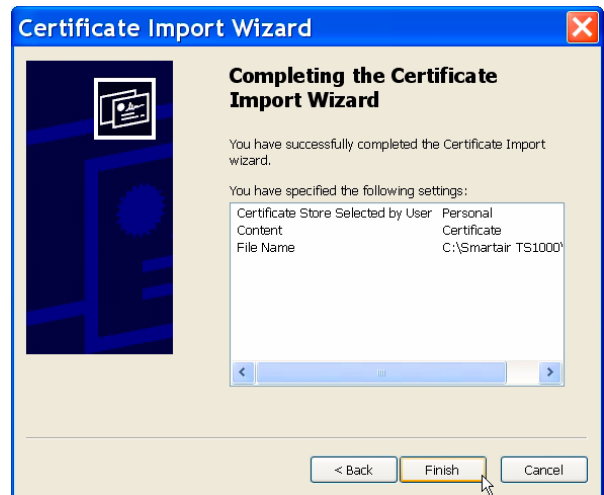 Certificate Import Wizard
Completing the Certificate
Import Wizard
You have successfully completed the Certificate Import
wizard.
You have specified the following settings:
Certificate Store Selected by User Personal
Content Certificate
File Name C:\Smartair TS1000\
< Back Finish Cancel